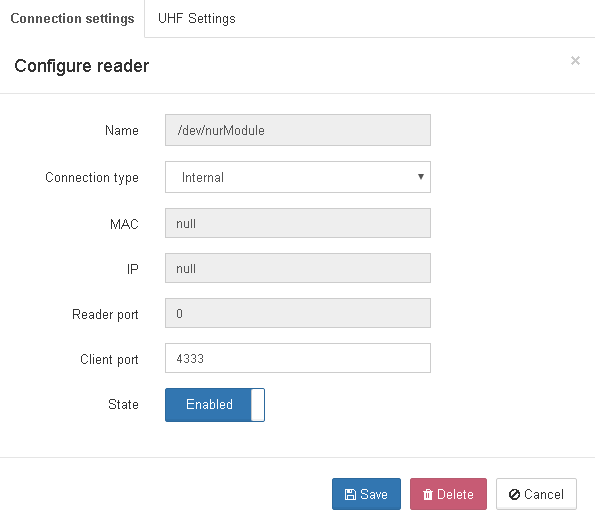 Connection settings UHF Settings
Configure reader ×
Name /dev/nurModule
Connection type Internal
MAC null
IP null
Reader port 0
Client port 4333
State Enabled
Save Delete Cancel